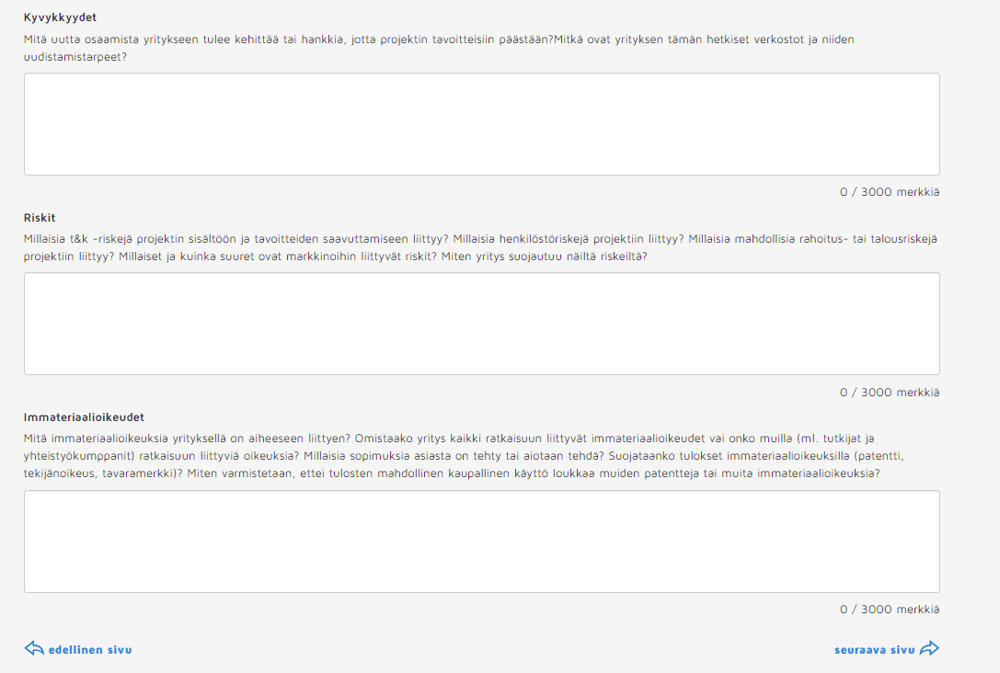 Kyvykkyydet
Mitä uutta osaamista yritykseen tulee kehittää tai hankkia, jotta projektin tavoitteisiin päästään?Mitkä ovat yrityksen tämän hetkiset verkostot ja niiden
uudistamistarpeet?
0 / 3000 merkkiä
Riskit
Millaisia t&k -riskejä projektin sisältöön ja tavoitteiden saavuttamiseen liittyy? Millaisia henkilöstöriskejä projektiin liittyy? Millaisia mahdollisia rahoitus- tai talousriskejä
projektiin liittyy? Millaiset ja kuinka suuret ovat markkinoihin liittyvät riskit? Miten yritys suojautuu näiltä riskeiltä?
0 / 3000 merkkiä
Immateriaalioikeudet
Mitä immateriaalioikeuksia yrityksellä on aiheeseen liittyen? Omistaako yritys kaikki ratkaisuun liittyvät immateriaalioikeudet vai onko muilla (ml. tutkijat ja
yhteistyökumppanit) ratkaisuun liittyviä oikeuksia? Millaisia sopimuksia asiasta on tehty tai aiotaan tehdä? Suojataanko tulokset immateriaalioikeuksilla (patentti,
tekijänoikeus, tavaramerkki)? Miten varmistetaan, ettei tulosten mahdollinen kaupallinen käyttö loukkaa muiden patentteja tai muita immateriaalioikeuksia?
0 / 3000 merkkiä
edellinen sivu
seuraava sivu